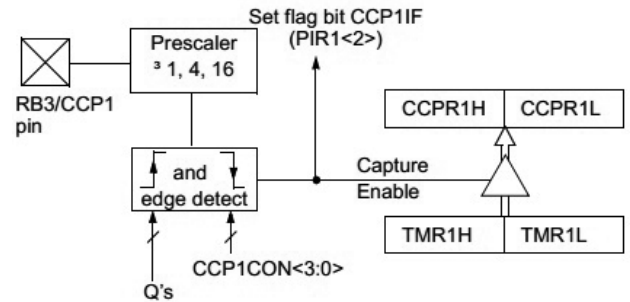 Set flag bit CCP1IF
(PIR1<2>)
Prescaler
³ 1, 4, 16
RB3/CCP1
pin
CCPR1H
CCPR1L
and
edge detect
Capture
Enable
TMR1H
TMR1L
CCP1CON<3:0>
Q's